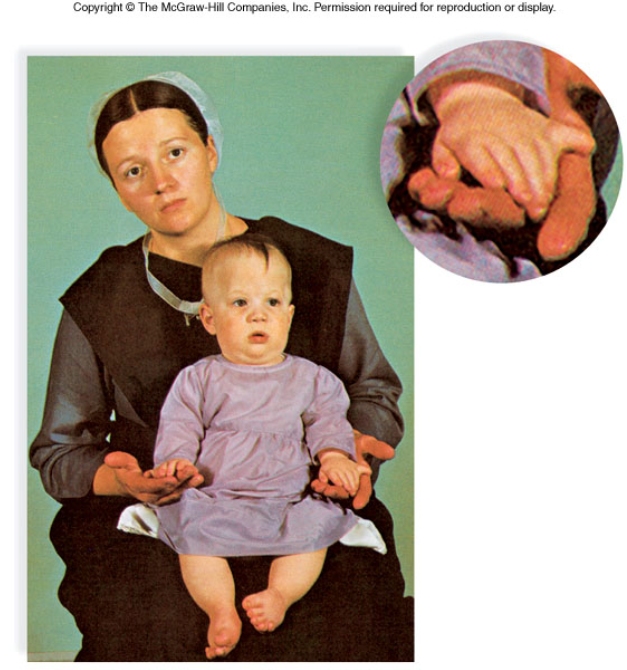 Copyright © The McGraw-Hill Companies, Inc. Permission required for reproduction or display.